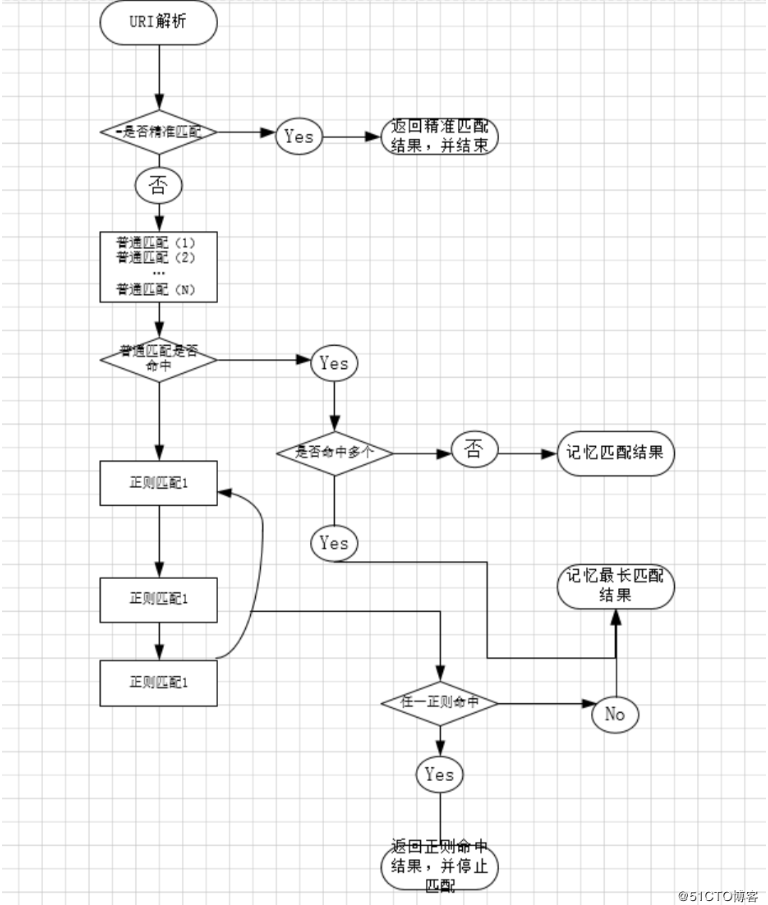 URI解析
=是否精准匹配
Yes
返回精准匹配
结果，并结束
否
普通匹配（1）
普通匹配（2）
…
普通匹配（N）
普通匹配是否
命中
Yes
是否命中多个
否
记忆匹配结果
正则匹配1
Yes
记忆最长匹配
结果
正则匹配1
正则匹配1
任一正则命中
No
Yes
返回正则命中
结果，并停止
匹配
@51CTO博客